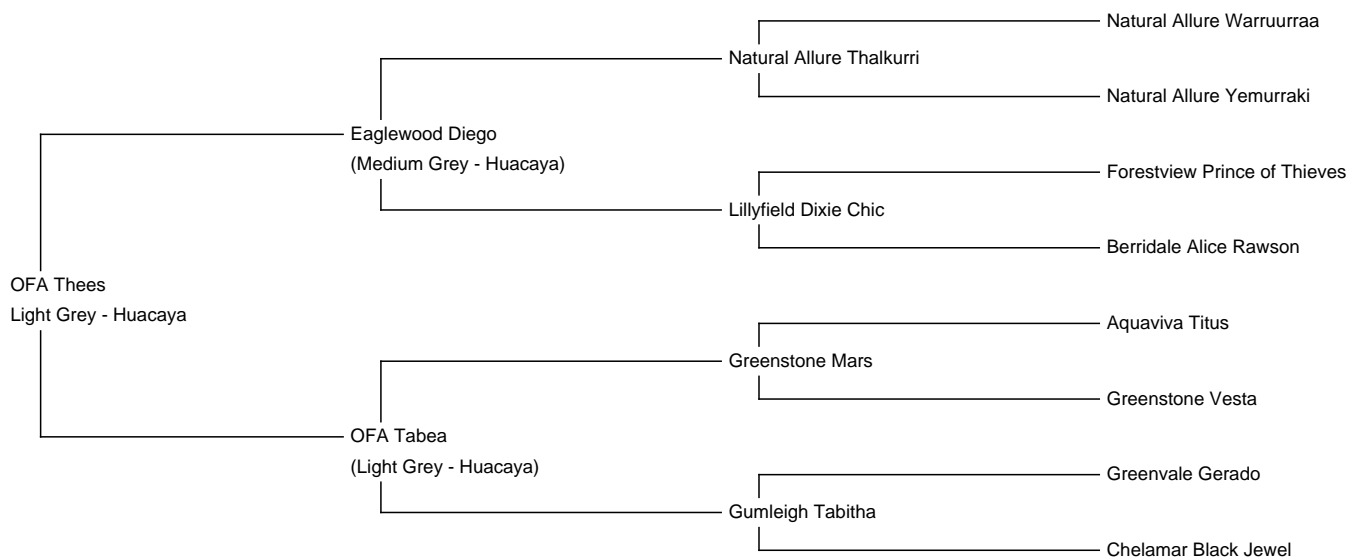 Natural Allure Warruurraa
Natural Allure Thalkurri
Natural Allure Yemurraki
Eaglewood Diego
(Medium Grey - Huacaya)
Forestview Prince of Thieves
Lillyfield Dixie Chic
Berridale Alice Rawson
OFA Thees
Light Grey - Huacaya
Aquaviva Titus
Greenstone Mars
Greenstone Vesta
OFA Tabea
(Light Grey - Huacaya)
Greenvale Gerado
Gumleigh Tabitha
Chelamar Black Jewel